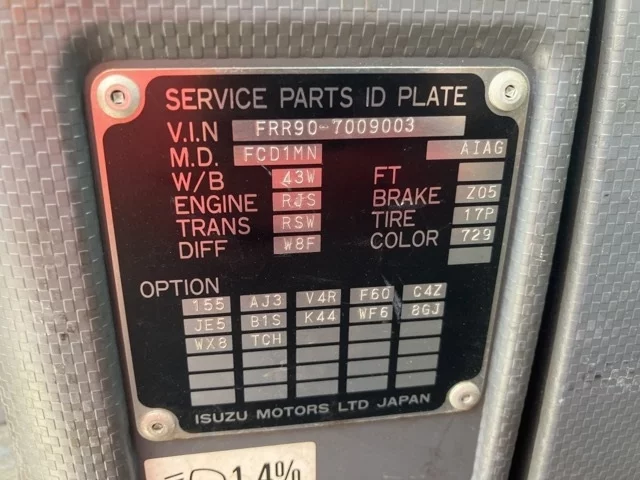 SERVICE PARTS ID PLATE
V.I.N FRR90-7009003
M.D. FCD1MN AIAG
W/B 43W FT
ENGINE RJS BRAKE Z05
TRANS RSW TIRE 17P
DIFF W8F COLOR 729
OPTION
155 AJ3 V4R F60 C4Z
JE5 B1S K44 WF6 8GJ
WX8 TCH
ISUZU MOTORS LTD JAPAN
1.4%